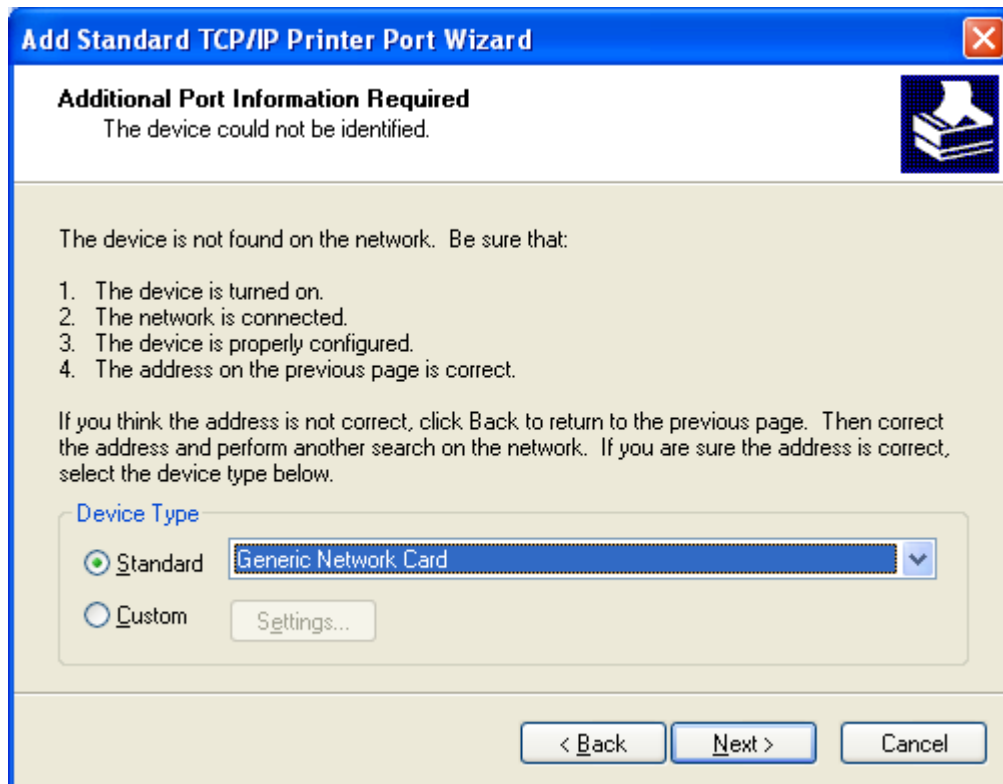 Add Standard TCP/IP Printer Port Wizard
Additional Port Information Required
The device could not be identified.
The device is not found on the network.  Be sure that:
1.  The device is turned on.
2.  The network is connected.
3.  The device is properly configured.
4.  The address on the previous page is correct.
If you think the address is not correct, click Back to return to the previous page.  Then correct
the address and perform another search on the network.  If you are sure the address is correct,
select the device type below.
Device Type
Standard
Generic Network Card
Custom
Settings...
< Back
Next >
Cancel